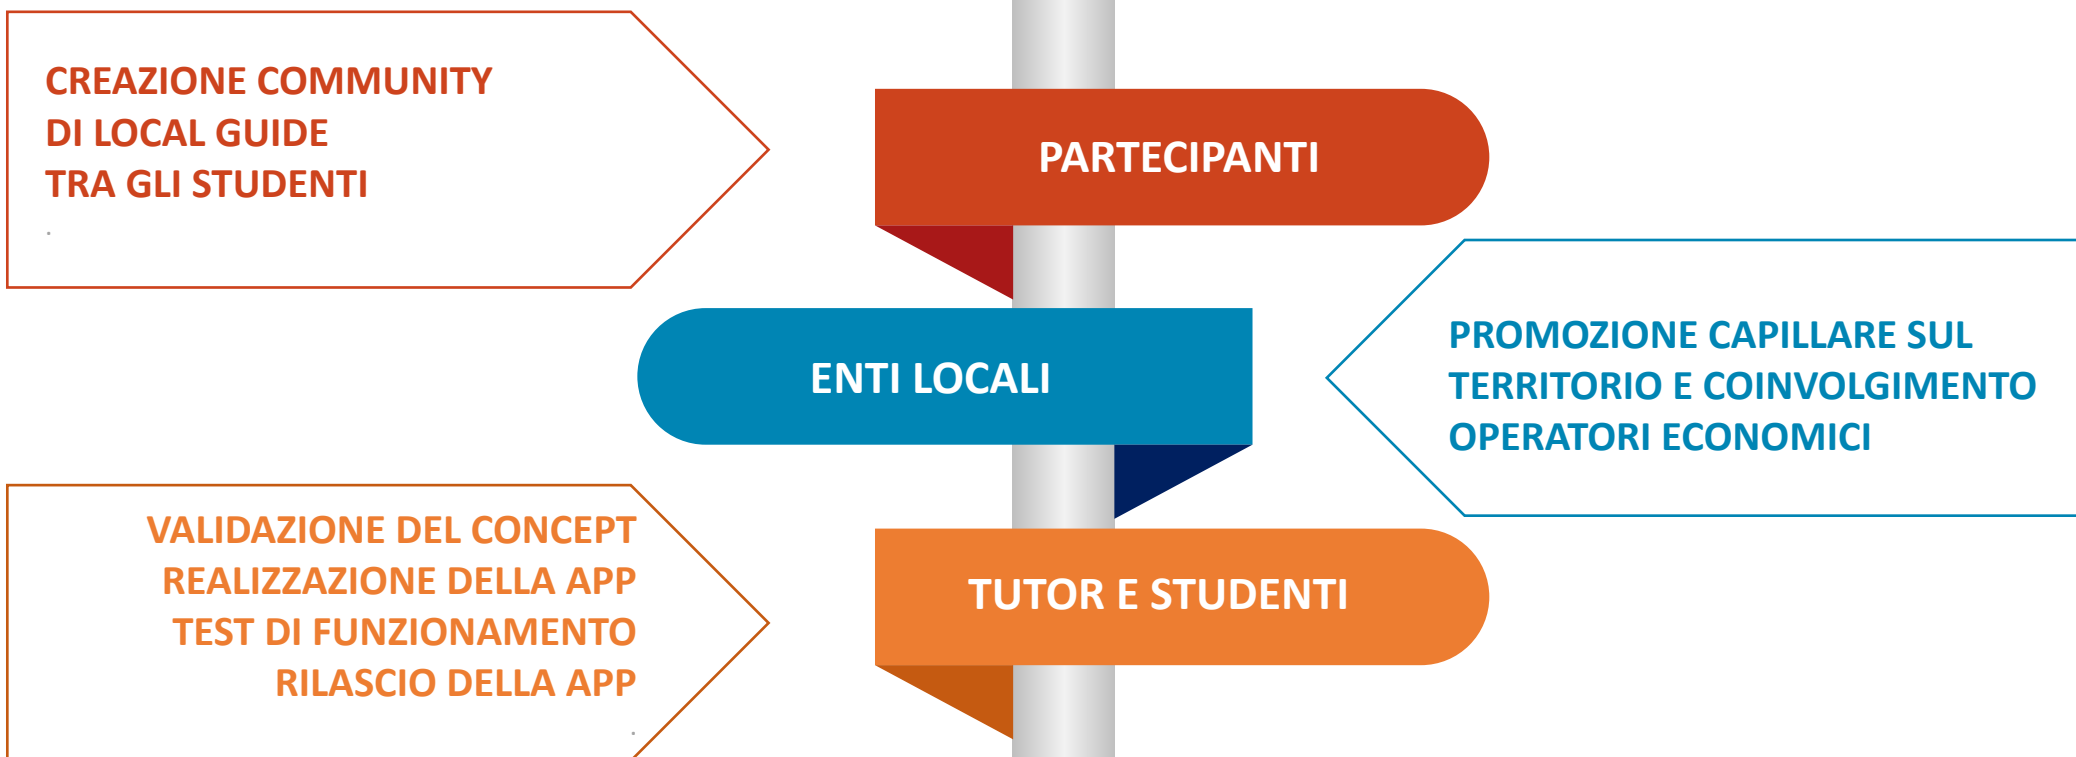 CREAZIONE COMMUNITY
DI LOCAL GUIDE
TRA GLI STUDENTI
.
PARTECIPANTI
ENTI LOCALI
PROMOZIONE CAPILLARE SUL
TERRITORIO E COINVOLGIMENTO
OPERATORI ECONOMICI
VALIDAZIONE DEL CONCEPT
REALIZZAZIONE DELLA APP
TEST DI FUNZIONAMENTO
RILASCIO DELLA APP
.
TUTOR E STUDENTI